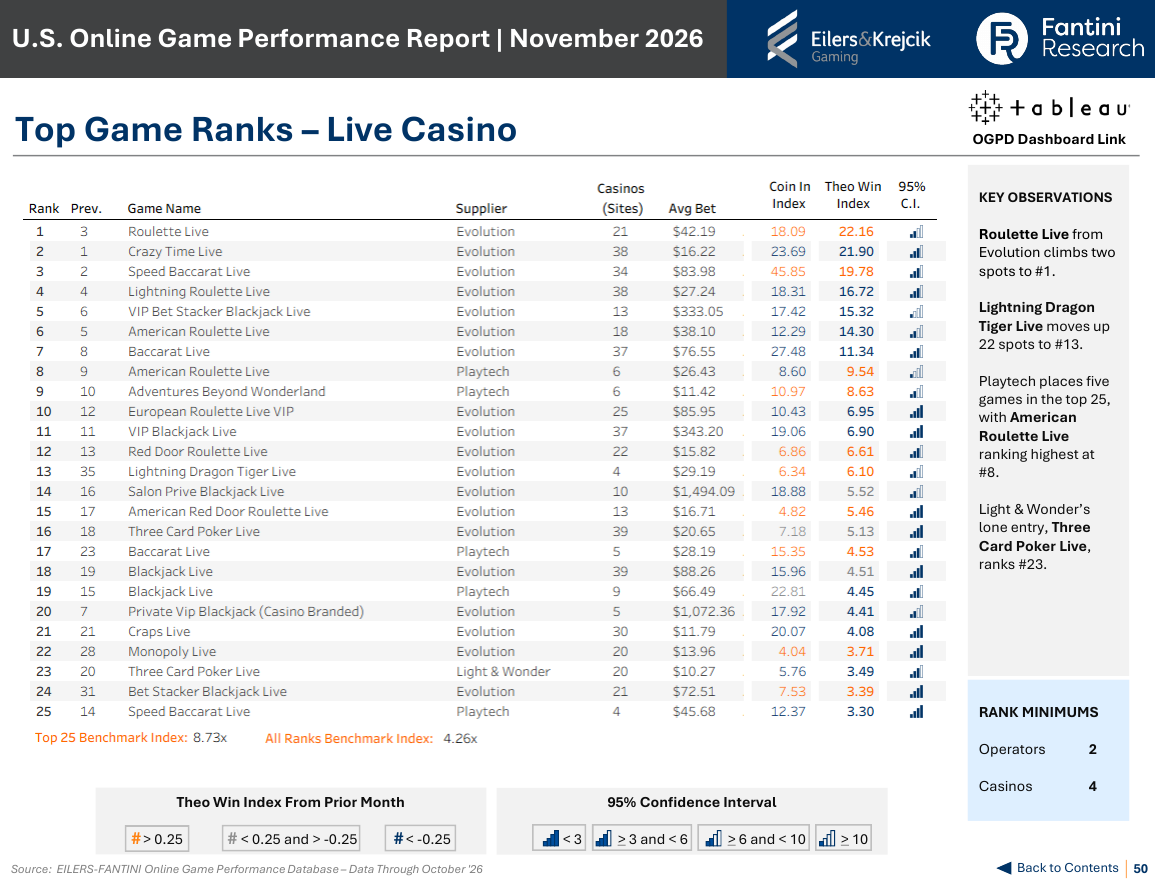 U.S. Online Game Performance Report | November 2026
Eilers&Krejcik
Gaming
Fantini
Research
Top Game Ranks – Live Casino
+ a b l e a u
OGPD Dashboard Link
Casinos Coin In Theo Win 95%
Rank Prev. Game Name Supplier (Sites) Avg Bet Index Index C.I.
1 3 Roulette Live Evolution 21 $42.19 18.09 22.16
2 1 Crazy Time Live Evolution 38 $16.22 23.69 21.90
3 2 Speed Baccarat Live Evolution 34 $83.98 45.85 19.78
4 4 Lightning Roulette Live Evolution 38 $27.24 18.31 16.72
5 6 VIP Bet Stacker Blackjack Live Evolution 13 $333.05 17.42 15.32
6 5 American Roulette Live Evolution 18 $38.10 12.29 14.30
7 8 Baccarat Live Evolution 37 $76.55 27.48 11.34
8 9 American Roulette Live Playtech 6 $26.43 8.60 9.54
9 10 Adventures Beyond Wonderland Playtech 6 $11.42 10.97 8.63
10 12 European Roulette Live VIP Evolution 25 $85.95 10.43 6.95
11 11 VIP Blackjack Live Evolution 37 $343.20 19.06 6.90
12 13 Red Door Roulette Live Evolution 22 $15.82 6.86 6.61
13 35 Lightning Dragon Tiger Live Evolution 4 $29.19 6.34 6.10
14 16 Salon Prive Blackjack Live Evolution 10 $1,494.09 18.88 5.52
15 17 American Red Door Roulette Live Evolution 13 $16.71 4.82 5.46
16 18 Three Card Poker Live Evolution 39 $20.65 7.18 5.13
17 23 Baccarat Live Playtech 5 $28.19 15.35 4.53
18 19 Blackjack Live Evolution 39 $88.26 15.96 4.51
19 15 Blackjack Live Playtech 9 $66.49 22.81 4.45
20 7 Private Vip Blackjack (Casino Branded) Evolution 5 $1,072.36 17.92 4.41
21 21 Craps Live Evolution 30 $11.79 20.07 4.08
22 28 Monopoly Live Evolution 20 $13.96 4.04 3.71
23 20 Three Card Poker Live Light & Wonder 20 $10.27 5.76 3.49
24 31 Bet Stacker Blackjack Live Evolution 21 $72.51 7.53 3.39
25 14 Speed Baccarat Live Playtech 4 $45.68 12.37 3.30
Top 25 Benchmark Index: 8.73x All Ranks Benchmark Index: 4.26x
KEY OBSERVATIONS
Roulette Live from
Evolution climbs two
spots to #1.
Lightning Dragon
Tiger Live moves up
22 spots to #13.
Playtech places five
games in the top 25,
with American
Roulette Live
ranking highest at
#8.
Light & Wonder’s
lone entry, Three
Card Poker Live,
ranks #23.
RANK MINIMUMS
Operators 2
Casinos 4
Theo Win Index From Prior Month
# > 0.25 # < 0.25 and > -0.25 # < -0.25
95% Confidence Interval
< 3 ≥ 3 and < 6 ≥ 6 and < 10 ≥ 10
Source: EILERS-FANTINI Online Game Performance Database – Data Through October '26
Back to Contents 50